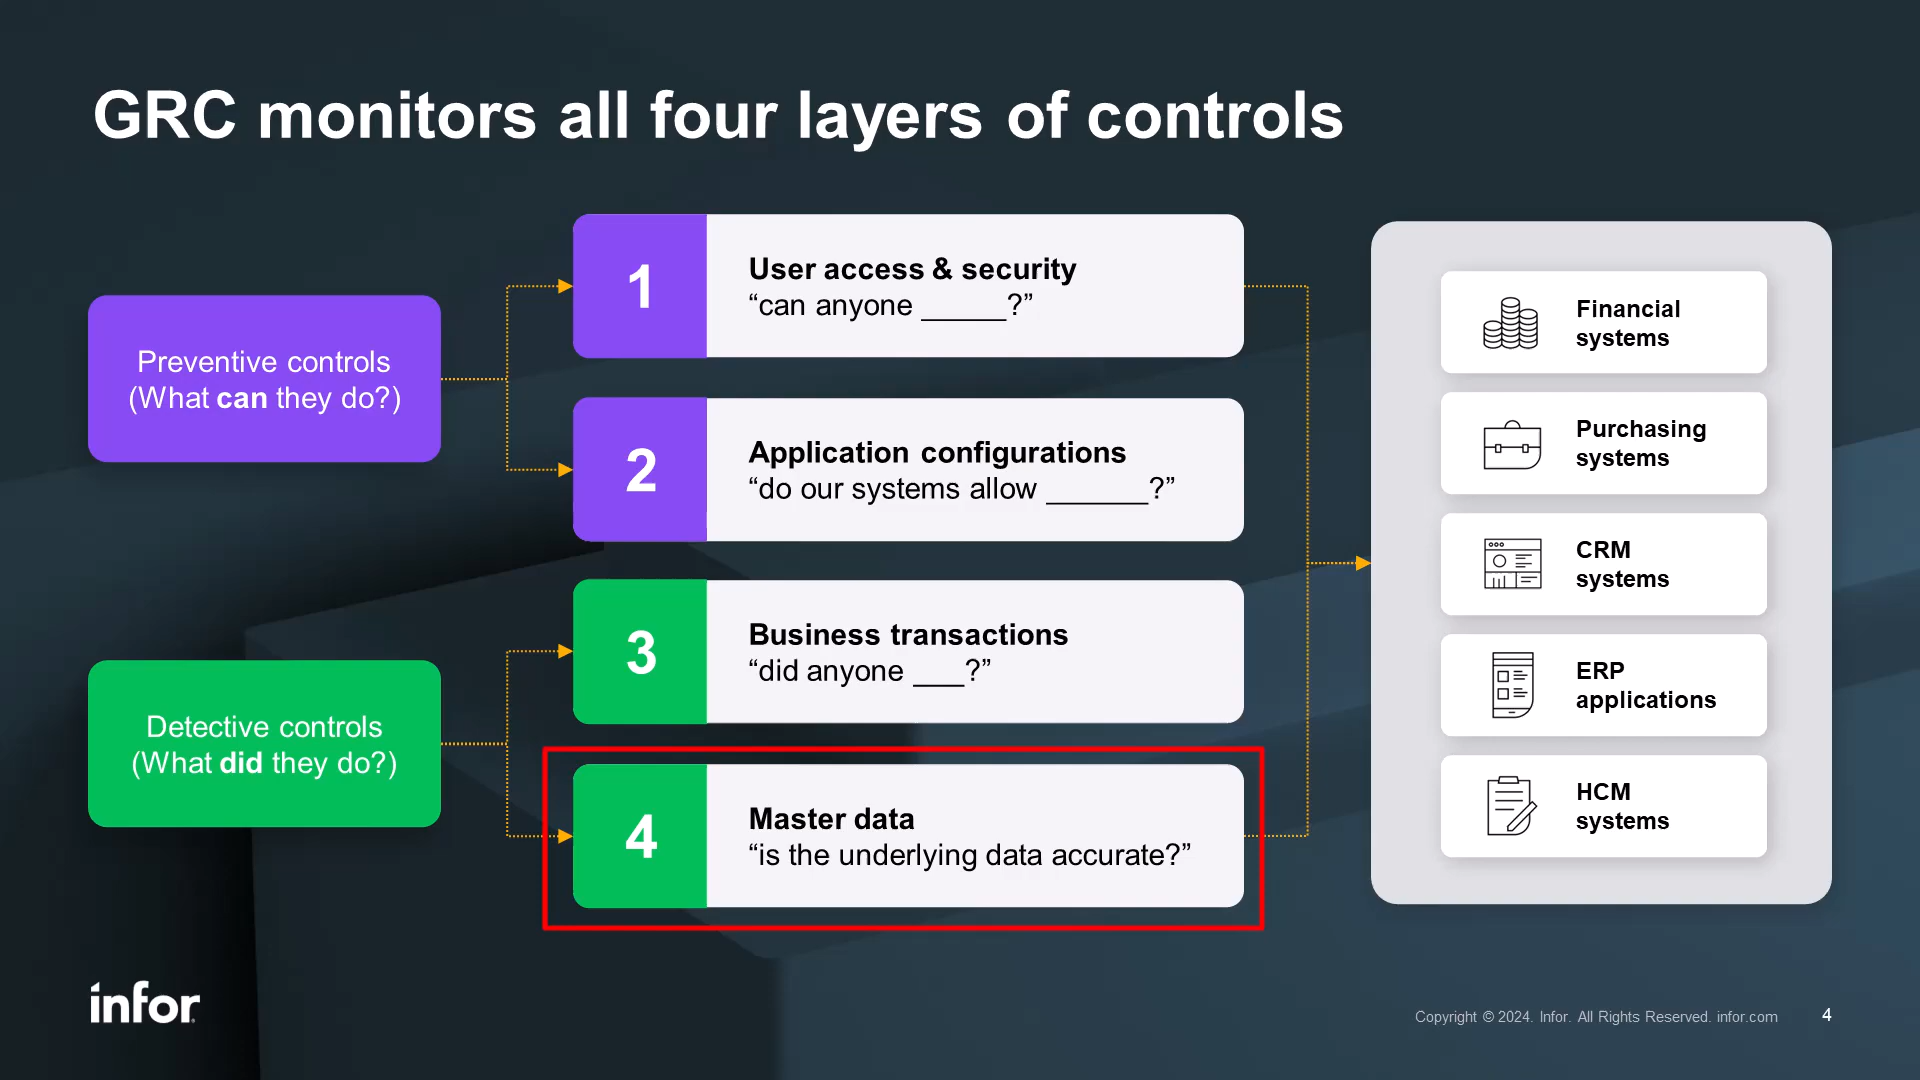 GRC monitors all four layers of controls
Preventive controls
(What can they do?)
Detective controls
(What did they do?)
1
User access & security
“can anyone _____?”
2
Application configurations
“do our systems allow ______?”
3
Business transactions
“did anyone ___?”
4
Master data
“is the underlying data accurate?”
Financial
systems
Purchasing
systems
CRM
systems
ERP
applications
HCM
systems
infor
Copyright © 2024. Infor. All Rights Reserved. infor.com
4